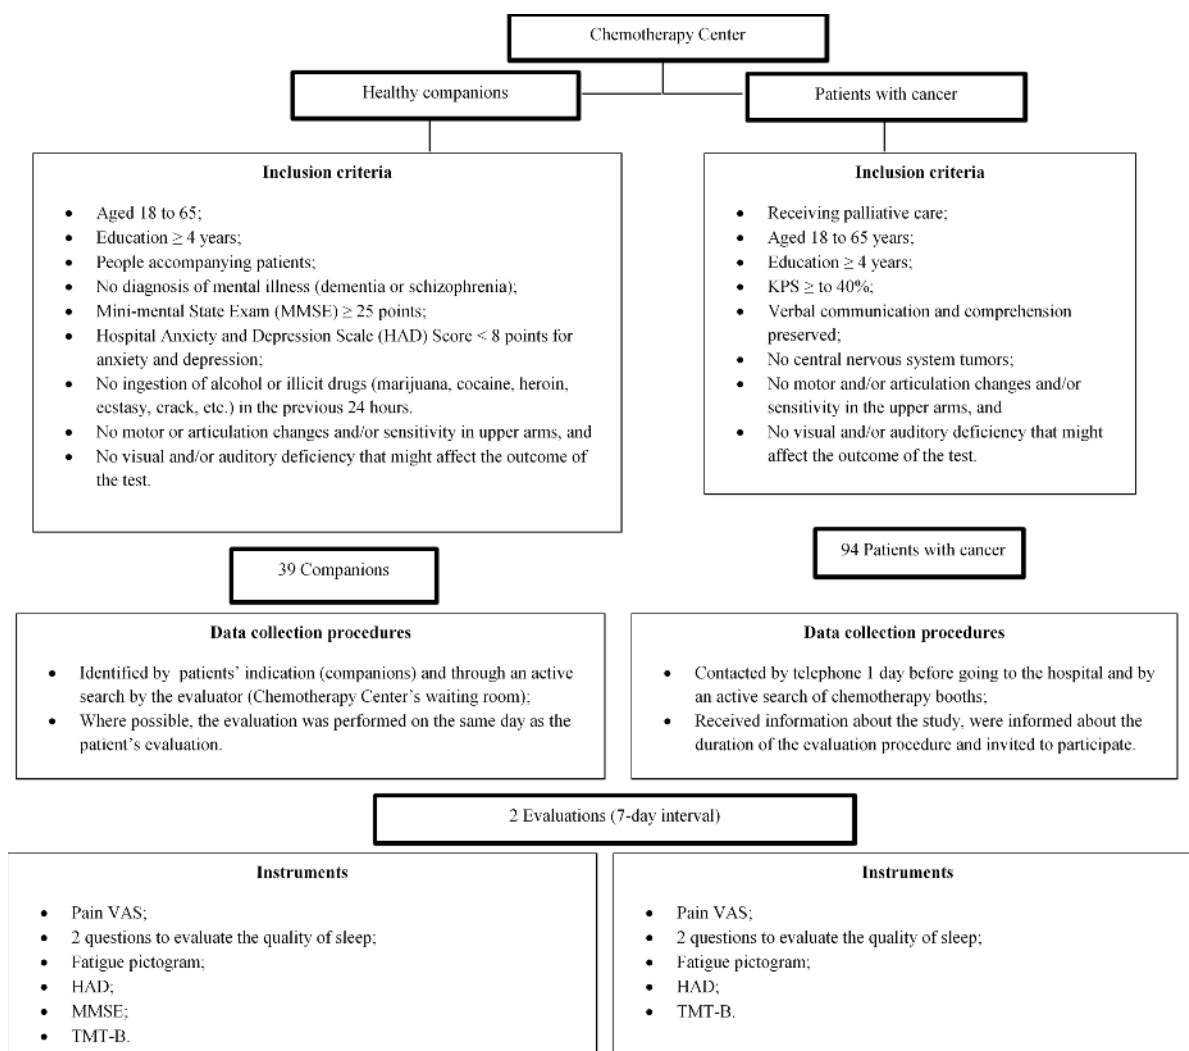 Chemotherapy Center
Healthy companions
Patients with cancer
Inclusion criteria
• Aged 18 to 65;
• Education ≥ 4 years;
• People accompanying patients;
• No diagnosis of mental illness (dementia or schizophrenia);
• Mini-mental State Exam (MMSE) ≥ 25 points;
• Hospital Anxiety and Depression Scale (HAD) Score < 8 points for
anxiety and depression;
• No ingestion of alcohol or illicit drugs (marijuana, cocaine, heroin,
ecstasy, crack, etc.) in the previous 24 hours.
• No motor or articulation changes and/or sensitivity in upper arms, and
• No visual and/or auditory deficiency that might affect the outcome of
the test.
Inclusion criteria
• Receiving palliative care;
• Aged 18 to 65 years;
• Education ≥ 4 years;
• KPS ≥ to 40%;
• Verbal communication and comprehension
preserved;
• No central nervous system tumors;
• No motor and/or articulation changes and/or
sensitivity in the upper arms, and
• No visual and/or auditory deficiency that might
affect the outcome of the test.
39 Companions
94 Patients with cancer
Data collection procedures
• Identified by patients' indication (companions) and through an active
search by the evaluator (Chemotherapy Center's waiting room);
• Where possible, the evaluation was performed on the same day as the
patient's evaluation.
Data collection procedures
• Contacted by telephone 1 day before going to the hospital and by
an active search of chemotherapy booths;
• Received information about the study, were informed about the
duration of the evaluation procedure and invited to participate.
2 Evaluations (7-day interval)
Instruments
• Pain VAS;
• 2 questions to evaluate the quality of sleep;
• Fatigue pictogram;
• HAD;
• MMSE;
• TMT-B.
Instruments
• Pain VAS;
• 2 questions to evaluate the quality of sleep;
• Fatigue pictogram;
• HAD;
• TMT-B.